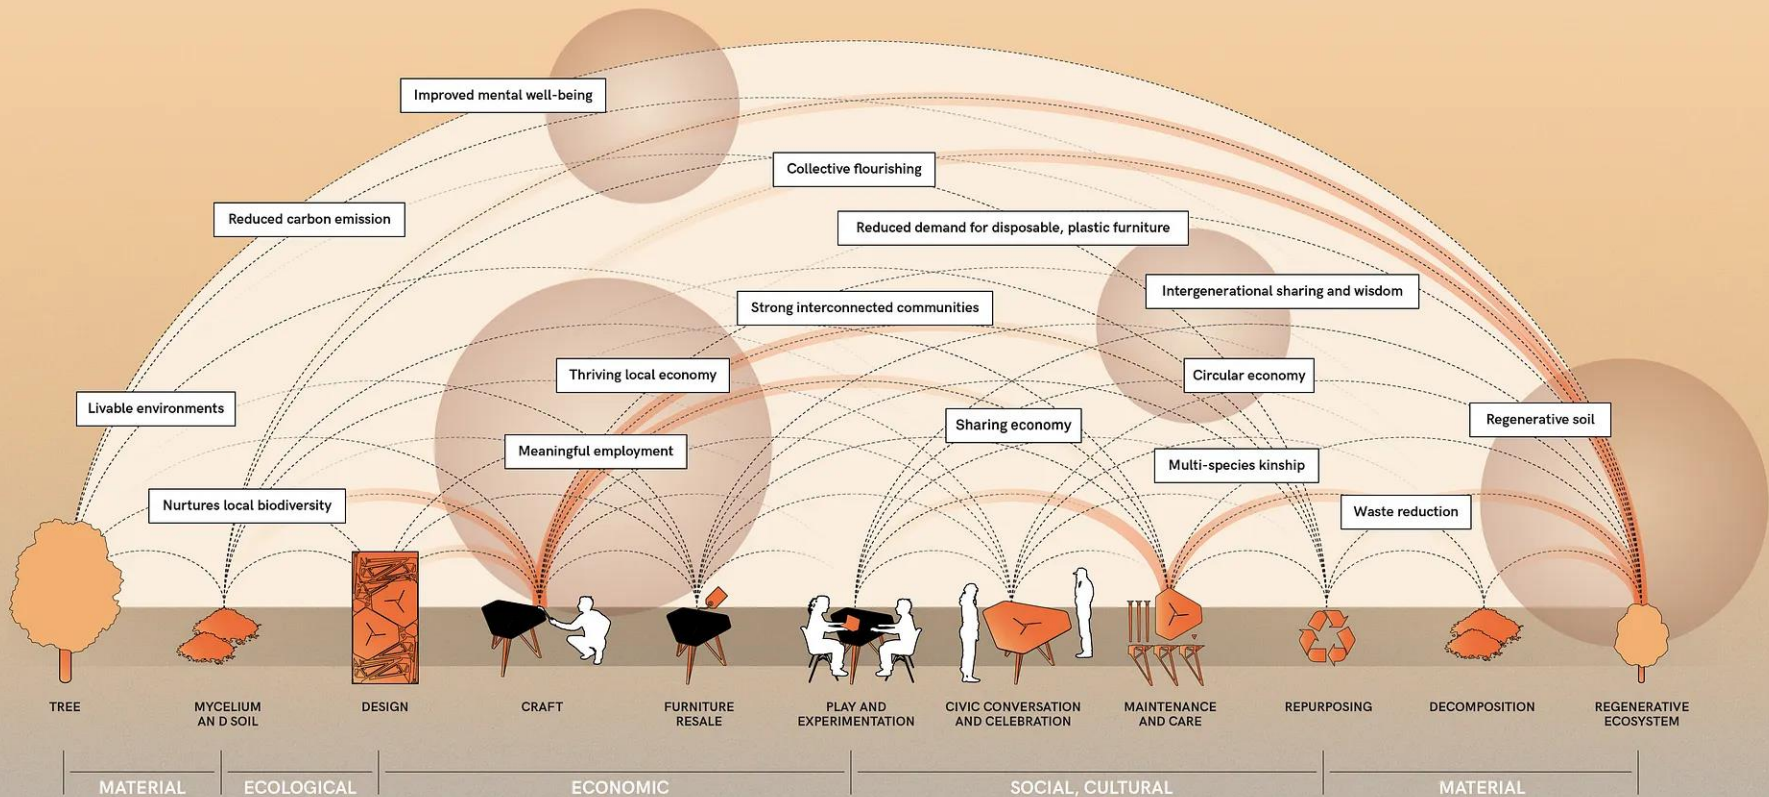 Improved mental well-being
Collective flourishing
Reduced carbon emission
Reduced demand for disposable, plastic furniture
Intergenerational sharing and wisdom
Strong interconnected communities
Thriving local economy
Circular economy
Livable environments
Sharing economy
Regenerative soil
Meaningful employment
Multi-species kinship
Nurtures local biodiversity
Waste reduction
TREE
MYCELIUM
AN D SOIL
DESIGN
CRAFT
FURNITURE
RESALE
PLAY AND
EXPERIMENTATION
CIVIC CONVERSATION
AND CELEBRATION
MAINTENANCE
AND CARE
REPURPOSING
DECOMPOSITION
REGENERATIVE
ECOSYSTEM
MATERIAL
ECOLOGICAL
ECONOMIC
SOCIAL, CULTURAL
MATERIAL